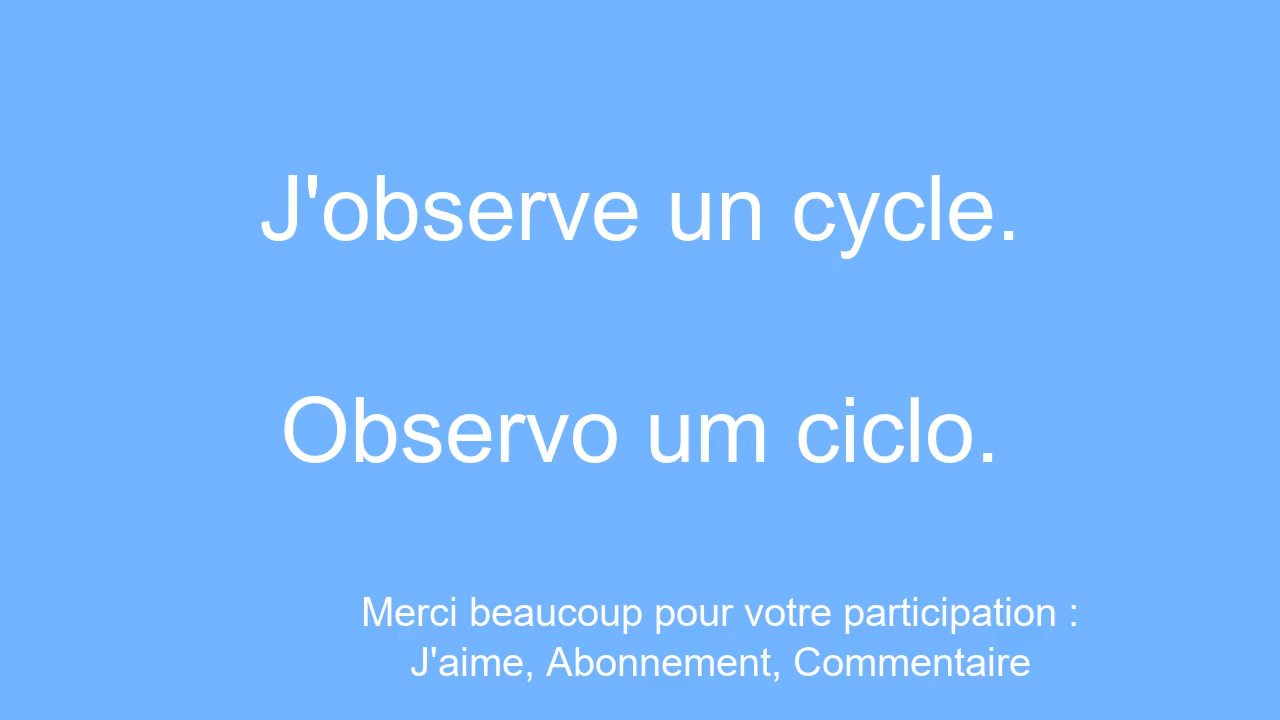 J'observe un cycle.
Observo um ciclo.
Merci beaucoup pour votre participation :
J'aime, Abonnement, Commentaire